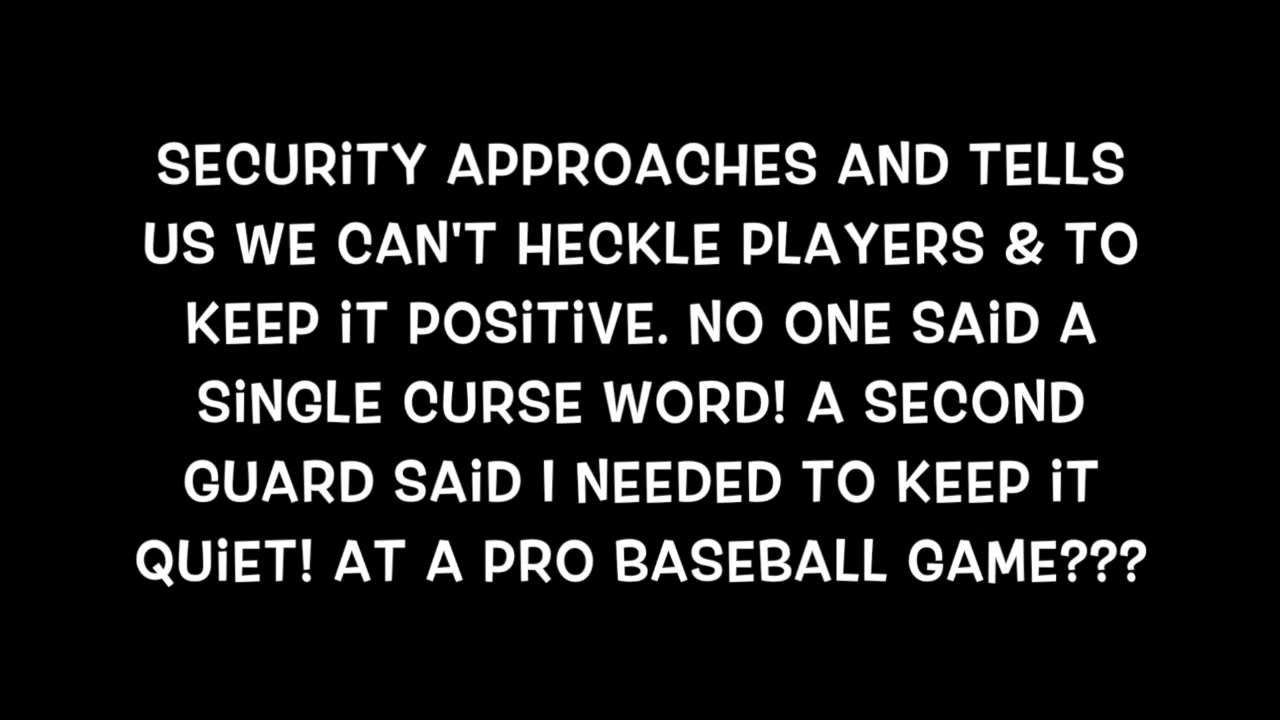 SECURiTY APPROACHES AND TELLS
US WE CAN'T HECKLE PLAYERS & TO
KEEP iT POSiTiVE. NO ONE SAiD A
SiNGLE CURSE WORD! A SECOND
GUARD SAiD I NEEDED TO KEEP iT
QUiET! AT A PRO BASEBALL GAME???